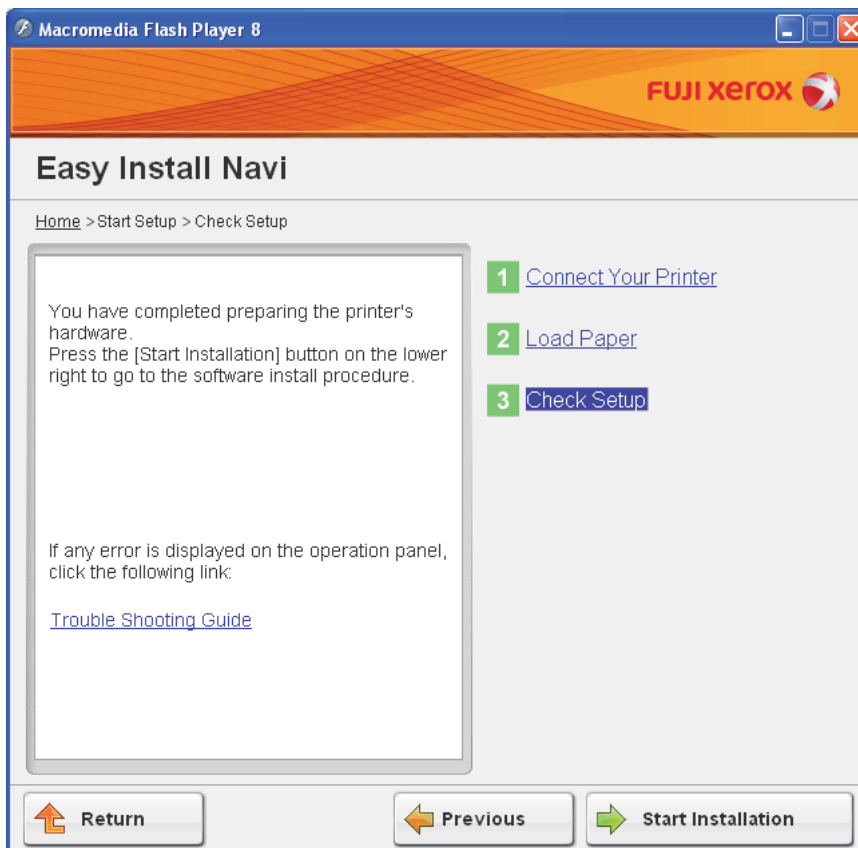 Macromedia Flash Player 8
FUJI xerox
Easy Install Navi
Home > Start Setup > Check Setup
You have completed preparing the printer's
hardware.
Press the [Start Installation] button on the lower
right to go to the software install procedure.
If any error is displayed on the operation panel,
click the following link:
Trouble Shooting Guide
1 Connect Your Printer
2 Load Paper
3 Check Setup
Return
Previous
Start Installation